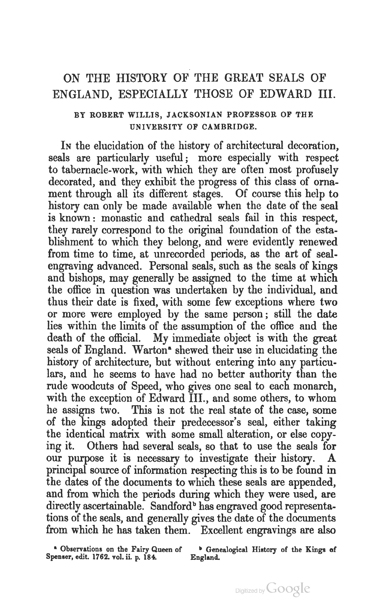 ON THE HISTORY OF THE GREAT SEALS OF
ENGLAND, ESPECIALLY THOSE OF EDWARD III.
BY ROBERT WILLIS, JACKSONIAN PROFESSOR OF THE
UNIVERSITY OF CAMBRIDGE.
IN the elucidation of the history of architectural decoration,
seals are particularly useful; more especially with respect
to tabernacle-work, with which they are often most profusely
decorated, and they exhibit the progress of this class of orna-
ment through all its different stages. Of course this help to
history can only be made available when the date of the seal
is known: monastic and cathedral seals fail in this respect,
they rarely correspond to the original foundation of the esta-
blishment to which they belong, and were evidently renewed
from time to time, at unrecorded periods, as the art of seal-
engraving advanced. Personal seals, such as the seals of kings
and bishops, may generally be assigned to the time at which
the office in question was undertaken by the individual, and
thus their date is fixed, with some few exceptions where two
or more were employed by the same person; still the date
lies within the limits of the assumption of the office and the
death of the official. My immediate object is with the great
seals of England. Warton a shewed their use in elucidating the
history of architecture, but without entering into any particu-
lars, and he seems to have had no better authority than the
rude woodcuts of Speed, who gives one seal to each monarch,
with the exception of Edward III., and some others, to whom
he assigns two. This is not the real state of the case, some
of the kings adopted their predecessor's seal, either taking
the identical matrix with some small alteration, or else copy-
ing it. Others had several seals, so that to use the seals for
our purpose it is necessary to investigate their history. A
principal source of information respecting this is to be found in
the dates of the documents to which these seals are appended,
and from which the periods during which they were used, are
directly ascertainable. Sandford b has engraved good representa-
tions of the seals, and generally gives the date of the documents
from which he has taken them. Excellent engravings are also
a Observations on the Fairy Queen of
Spenser, edit. 1762. vol. ii. p. 184.
b Genealogical History of the Kings of
England.
Digitized by Google